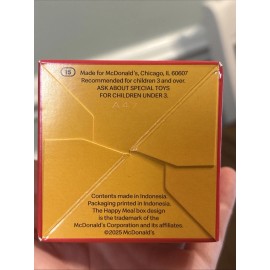 IS
Made for McDonald's, Chicago, IL 60607
Recommended for children 3 and over.
ASK ABOUT SPECIAL TOYS
FOR CHILDREN UNDER 3.
Contents made in Indonesia
Packaging printed in Indonesia
The Happy Meal box design
is the trademark of the
McDonald's Corporation and its affiliates.
©2025 McDonald's